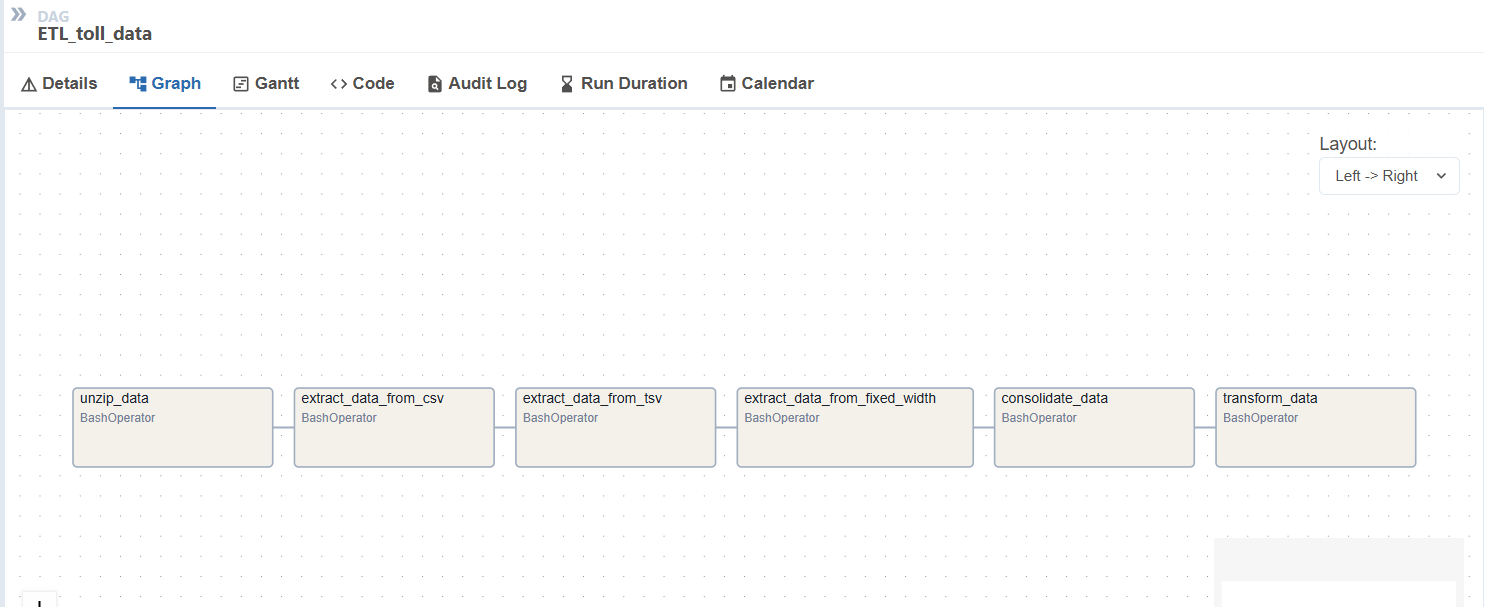 DAG
ETL_toll_data
Details Graph Gantt Code Audit Log Run Duration Calendar
Layout:
Left -> Right
unzip_data extract_data_from_csv extract_data_from_tsv extract_data_from_fixed_width consolidate_data transform_data
BashOperator BashOperator BashOperator BashOperator BashOperator BashOperator